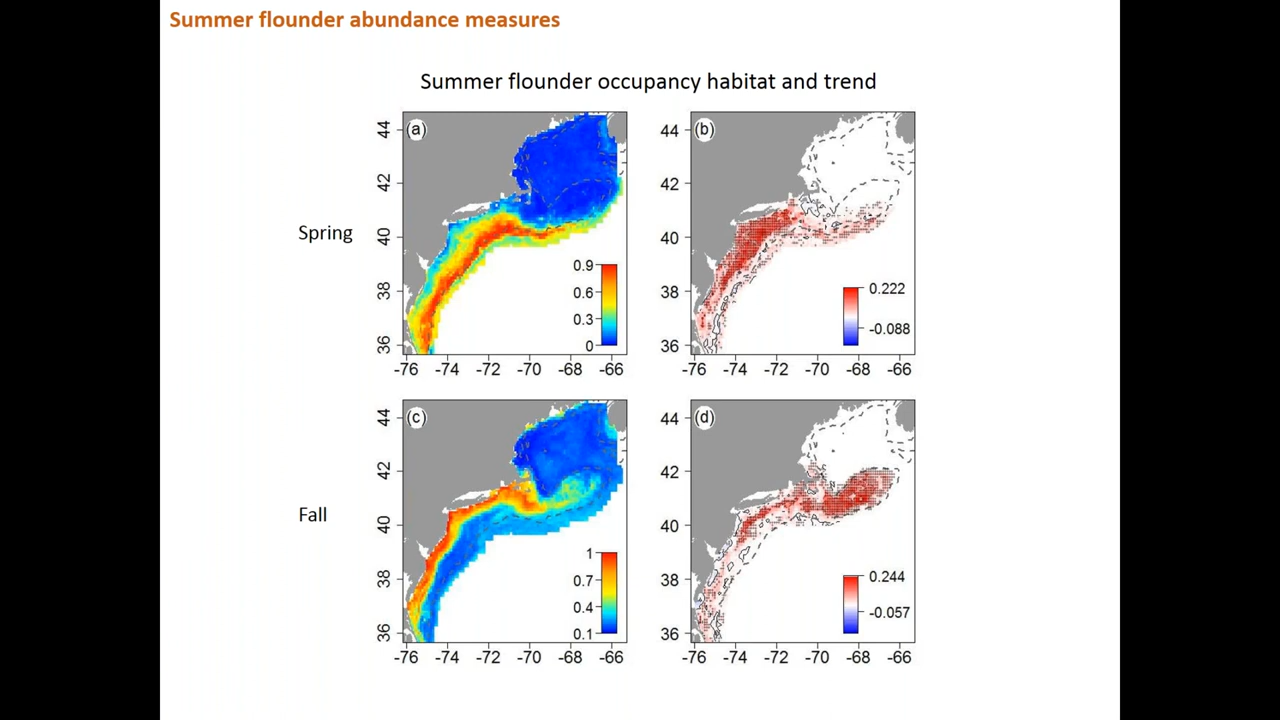 Summer flounder abundance measures
Summer flounder occupancy habitat and trend
Spring
(a)
44
42
40
38
36
0.9
0.6
0.3
0
-76 -74 -72 -70 -68 -66
(b)
44
42
40
38
36
0.222
-0.088
-76 -74 -72 -70 -68 -66
Fall
(c)
44
42
40
38
36
1
0.7
0.4
0.1
-76 -74 -72 -70 -68 -66
(d)
44
42
40
38
36
0.244
-0.057
-76 -74 -72 -70 -68 -66